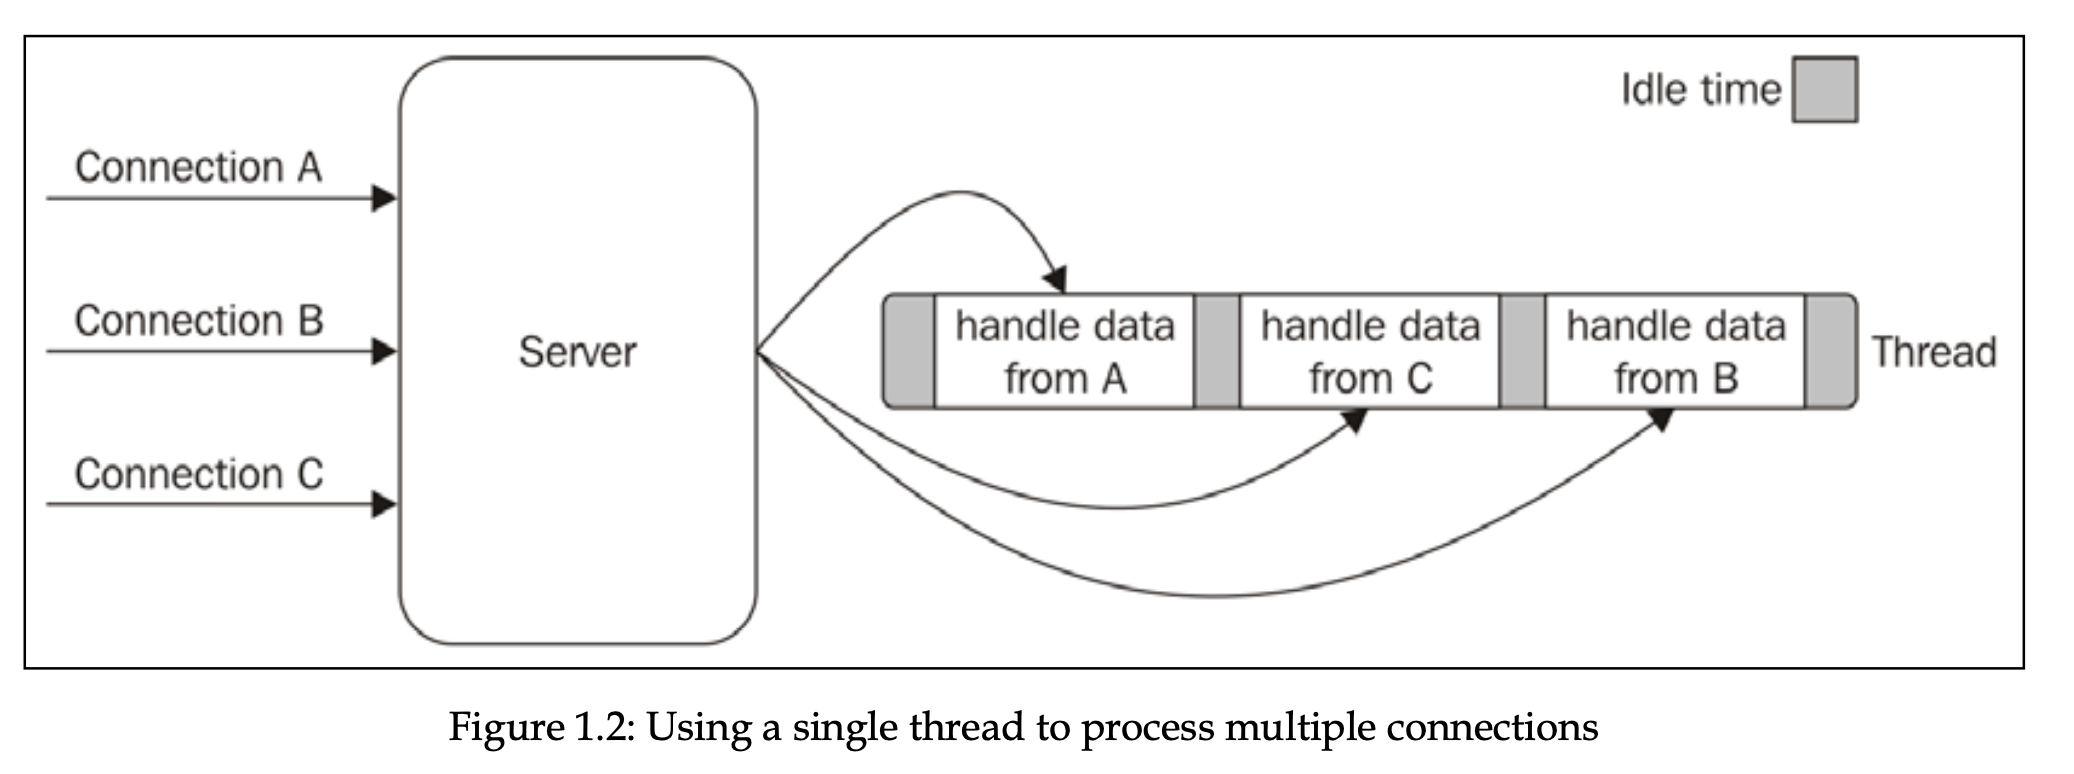 Idle time
Connection A
Connection B
Connection C
Server
handle data
from A
handle data
from C
handle data
from B
Thread
Figure 1.2: Using a single thread to process multiple connections